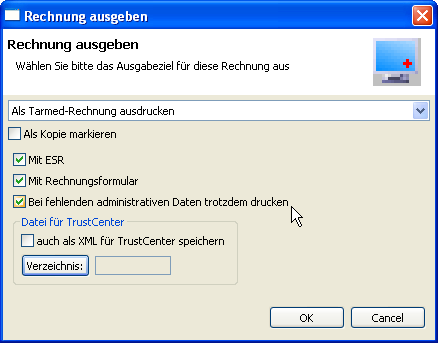 Rechnung ausgeben
Rechnung ausgeben
Wählen Sie bitte das Ausgabeziel für diese Rechnung aus
Als Tarmed-Rechnung ausdrucken
Als Kopie markieren
Mit ESR
Mit Rechnungsformular
Bei fehlenden administrativen Daten trotzdem drucken
Datei für TrustCenter
auch als XML für TrustCenter speichern
Verzeichnis:
OK Cancel